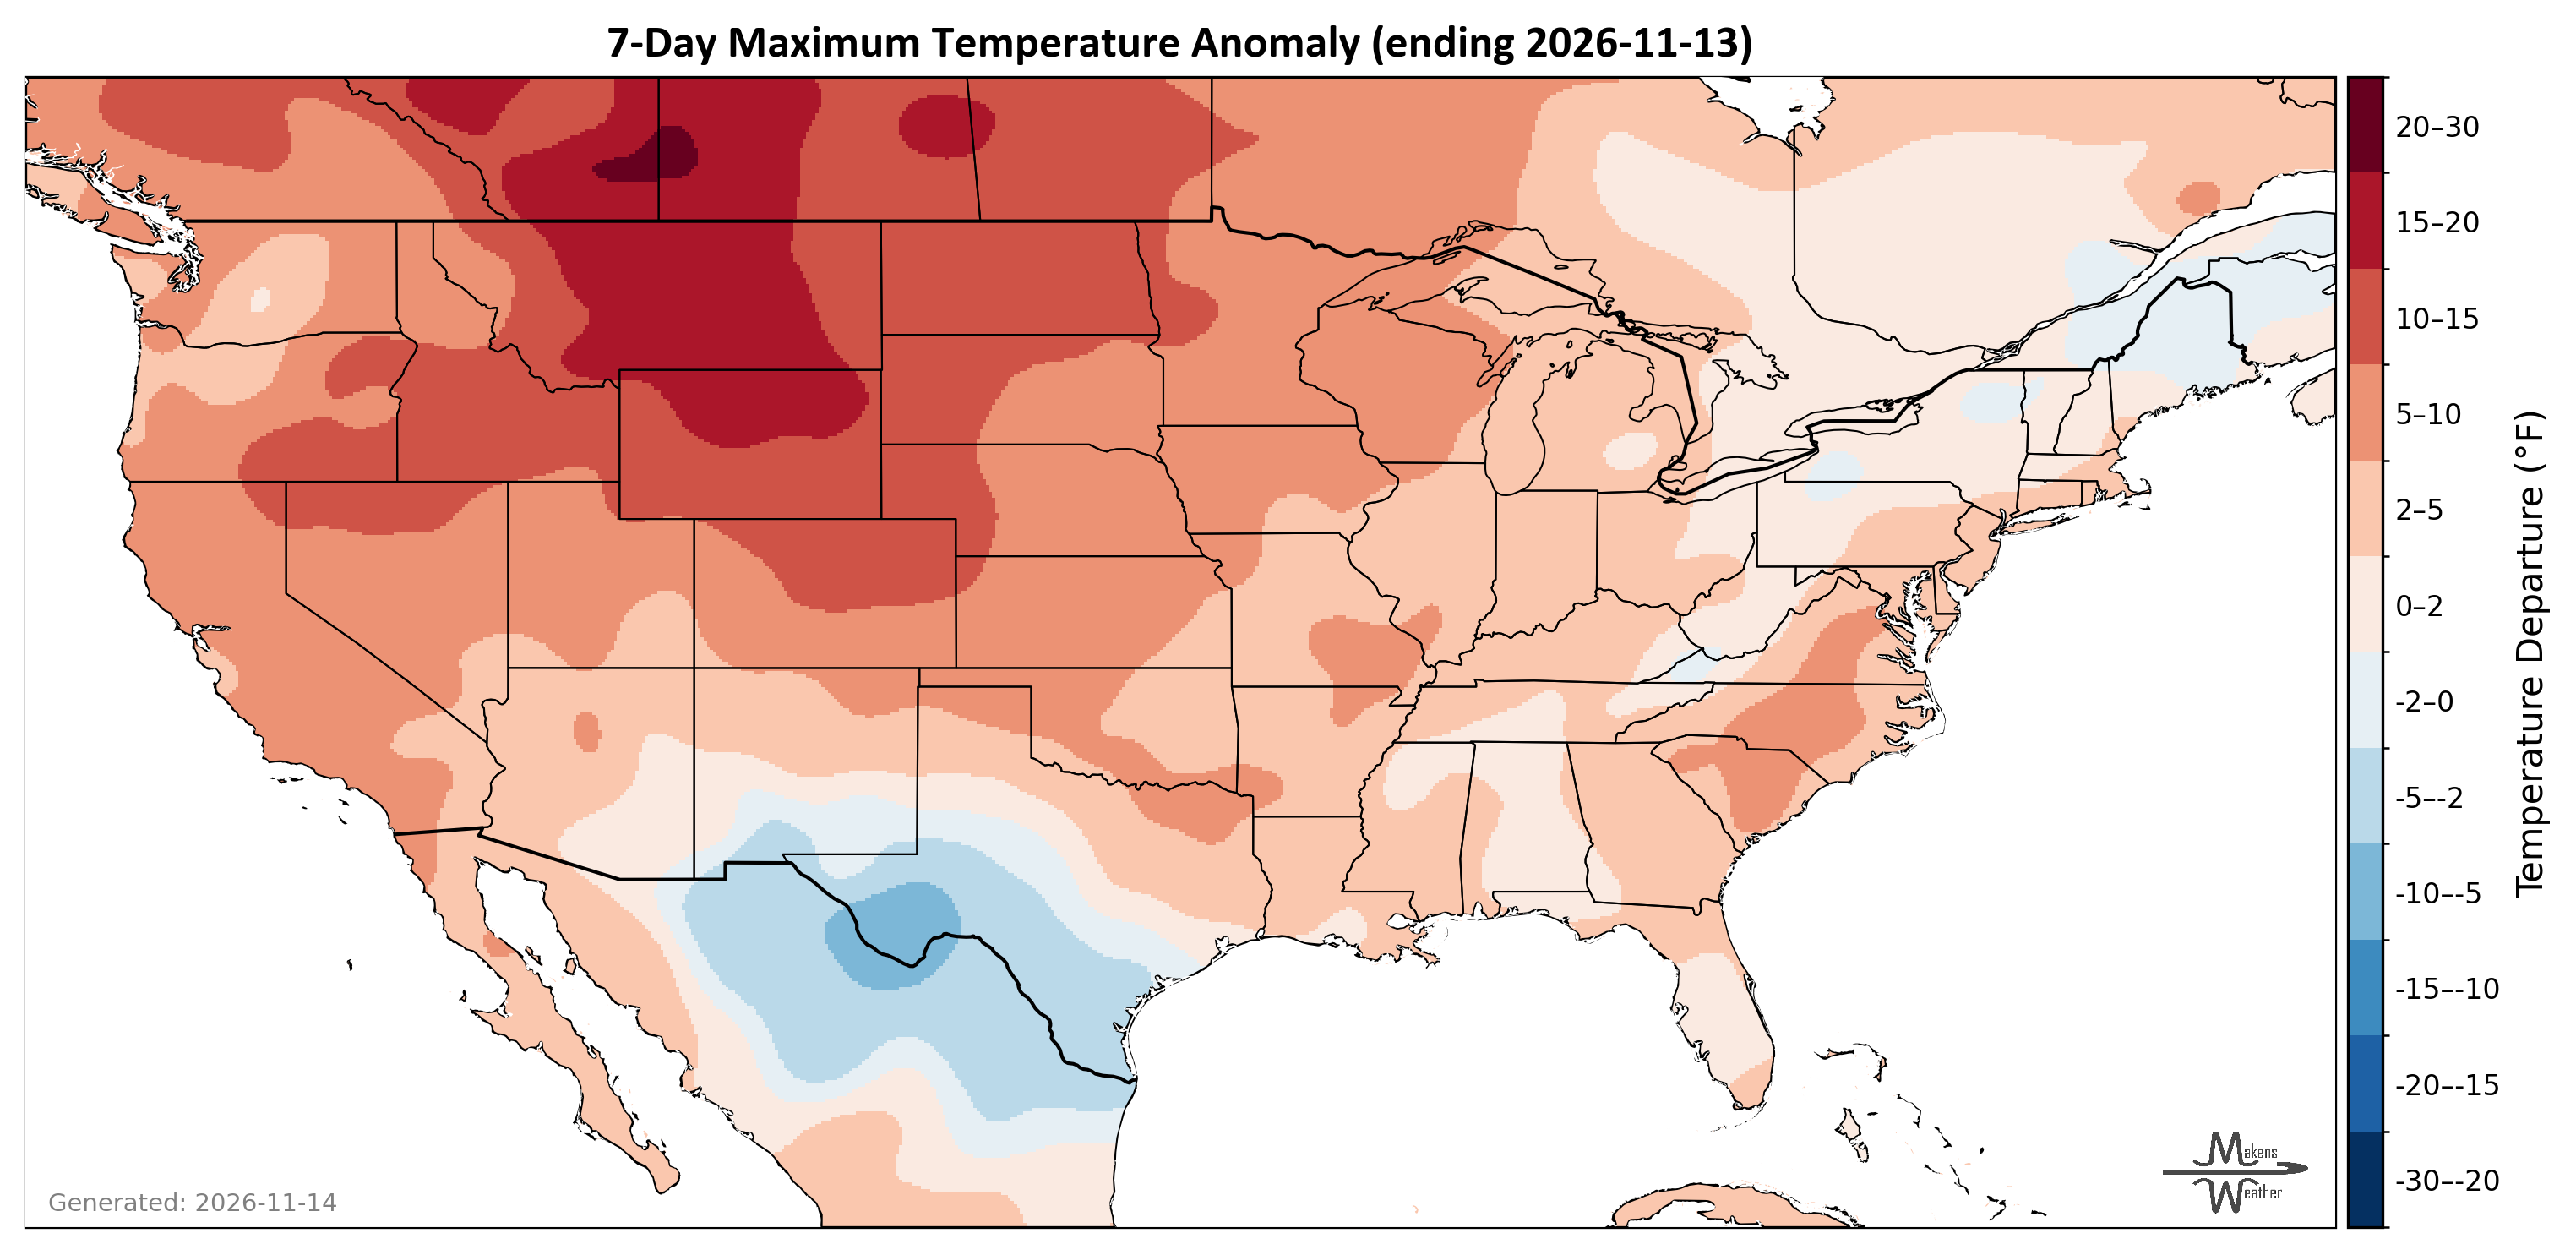 7-Day Maximum Temperature Anomaly (ending 2026-11-13)
20–30
15–20
10–15
5–10
2–5
0–2
-2–0
-5–-2
-10–-5
-15–-10
-20–-15
-30–-20
Temperature Departure (°F)
Generated: 2026-11-14
Makens
Weather